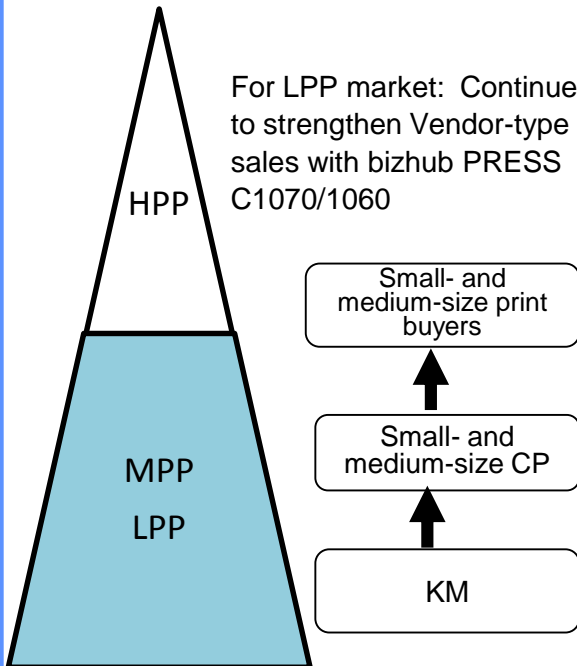 For LPP market:  Continue
to strengthen Vendor-type
sales with bizhub PRESS
C1070/1060
HPP
Small- and
medium-size print
buyers
Small- and
medium-size CP
MPP
LPP
KM